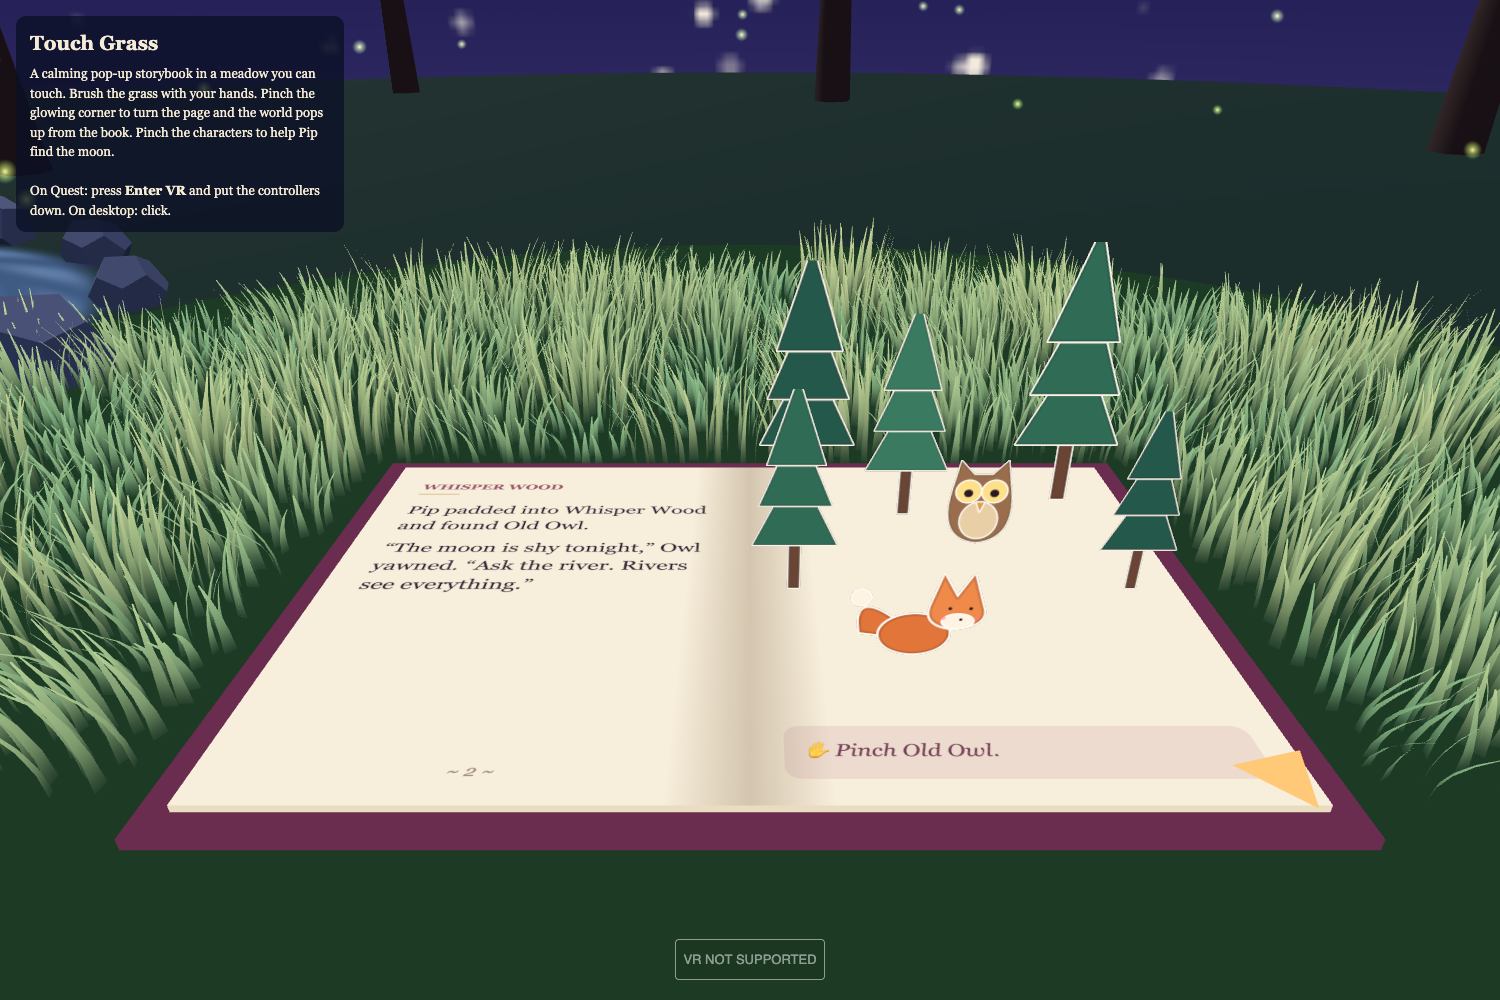 Touch Grass
A calming pop-up storybook in a meadow you can
touch. Brush the grass with your hands. Pinch the
glowing corner to turn the page and the world pops
up from the book. Pinch the characters to help Pip
find the moon.
On Quest: press Enter VR and put the controllers
down. On desktop: click.
WHISPER WOOD
Pip padded into Whisper Wood
and found Old Owl.
“The moon is shy tonight,” Owl
yawned. “Ask the river. Rivers
see everything.”
~ 2 ~
Pinch Old Owl.
VR NOT SUPPORTED